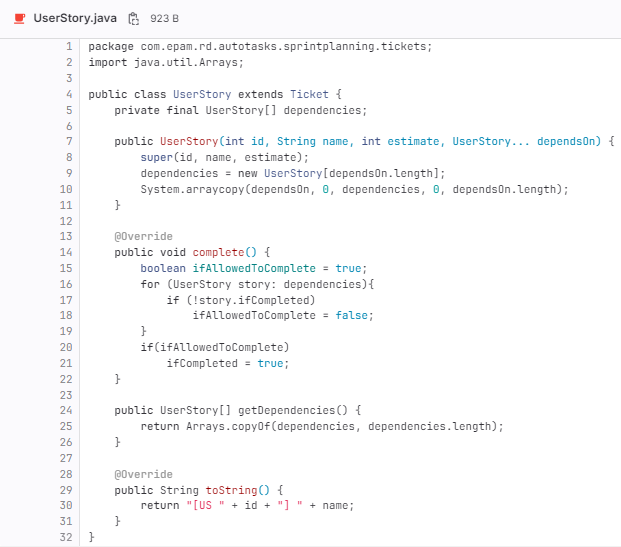 UserStory.java 923 B
1 package com.epam.rd.autotasks.sprintplanning.tickets;
2 import java.util.Arrays;
3
4 public class UserStory extends Ticket {
5     private final UserStory[] dependencies;
6
7     public UserStory(int id, String name, int estimate, UserStory... dependsOn) {
8         super(id, name, estimate);
9         dependencies = new UserStory[dependsOn.length];
10         System.arraycopy(dependsOn, 0, dependencies, 0, dependsOn.length);
11     }
12
13     @Override
14     public void complete() {
15         boolean ifAllowedToComplete = true;
16         for (UserStory story: dependencies){
17             if (!story.ifCompleted)
18                 ifAllowedToComplete = false;
19         }
20         if(ifAllowedToComplete)
21             ifCompleted = true;
22     }
23
24     public UserStory[] getDependencies() {
25         return Arrays.copyOf(dependencies, dependencies.length);
26     }
27
28     @Override
29     public String toString() {
30         return "[US " + id + "] " + name;
31     }
32 }